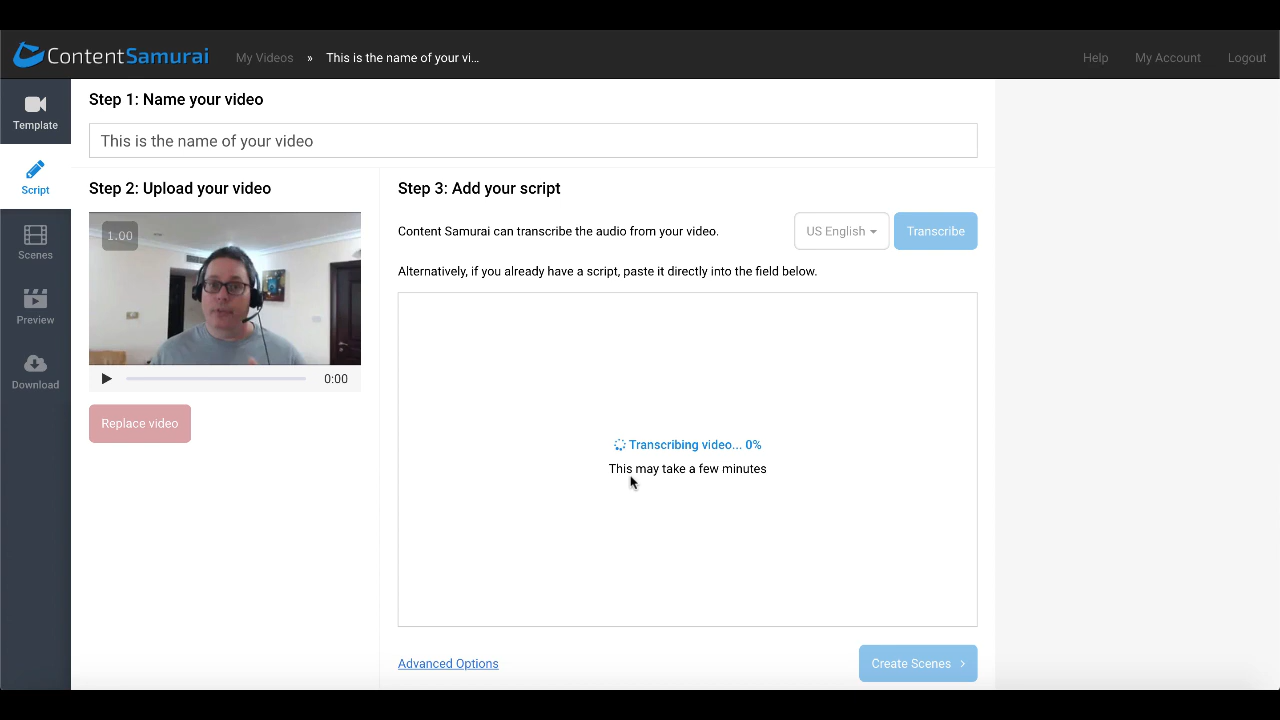 ContentSamurai
My Videos » This is the name of your vi...
Help
My Account
Logout
Template
Script
Scenes
Preview
Download
Step 1: Name your video
This is the name of your video
Step 2: Upload your video
1.00
0:00
Replace video
Step 3: Add your script
Content Samurai can transcribe the audio from your video.
US English
Transcribe
Alternatively, if you already have a script, paste it directly into the field below.
Transcribing video... 0%
This may take a few minutes
Advanced Options
Create Scenes >